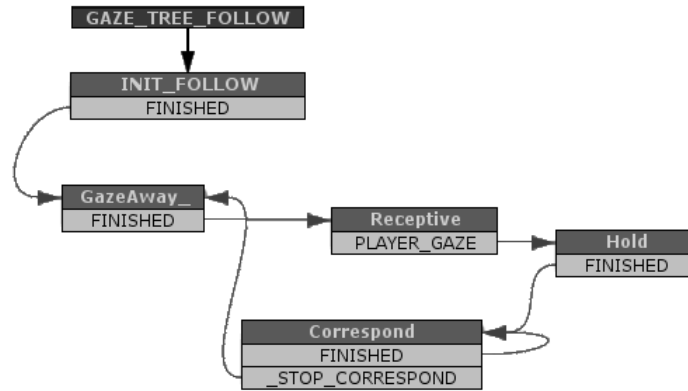 GAZE_TREE_FOLLOW
INIT_FOLLOW
FINISHED
GazeAway_
FINISHED
Receptive
PLAYER_GAZE
Hold
FINISHED
Correspond
FINISHED
_STOP_CORRESPOND